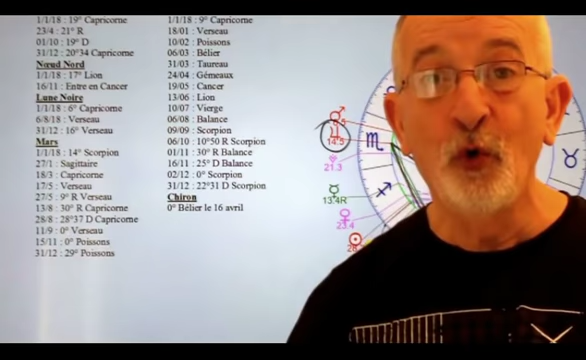 1/1/18 : 19° Capricorne
23/4 : 21° R
01/10 : 19° D
31/12 : 20°34 Capricorne
Nœud Nord
1/1/18 : 17° Lion
16/11 : Entre en Cancer
Lune Noire
1/1/18 : 6° Capricorne
6/8/18 : Verseau
31/12 : 16° Verseau
Mars
1/1/18 : 14° Scorpion
27/1 : Sagittaire
18/3 : Capricorne
17/5 : Verseau
27/5 : 9° R Verseau
13/8 : 30° R Capricorne
28/8 : 28°37 D Capricorne
11/9 : 0° Verseau
15/11 : 0° Poissons
31/12 : 29° Poissons
1/1/18 : 9° Capricorne
18/01 : Verseau
10/02 : Poissons
06/03 : Bélier
31/03 : Taureau
24/04 : Gémeaux
19/05 : Cancer
13/06 : Lion
10/07 : Vierge
06/08 : Balance
09/09 : Scorpion
06/10 : 10°50 R Scorpion
01/11 : 30° R Balance
16/11 : 25° D Balance
02/12 : 0° Scorpion
31/12 : 22°31 D Scorpion
Chiron
0° Bélier le 16 avril
14.5
21.3
13.4R
23.4